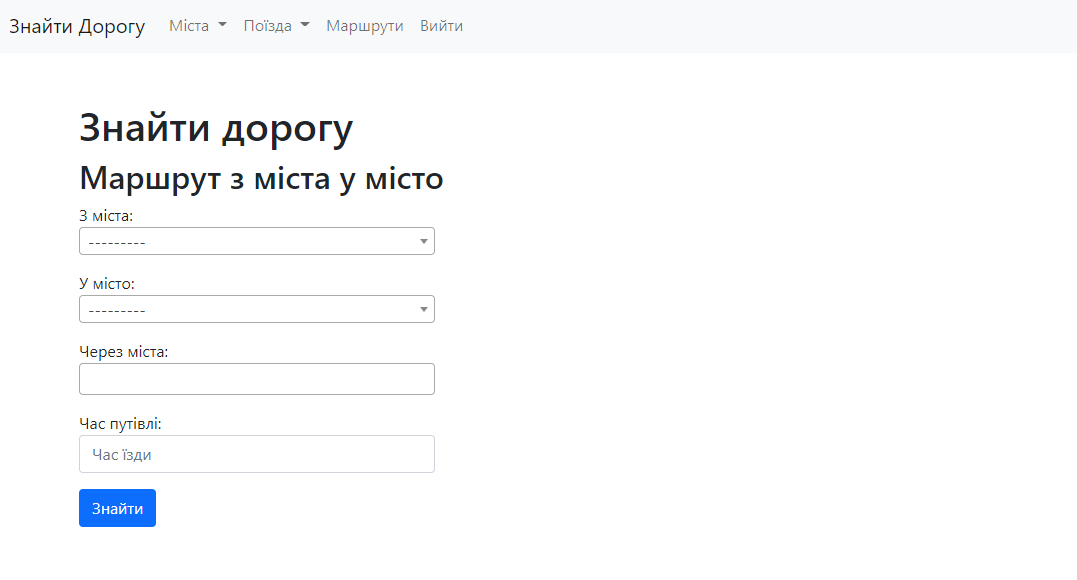 Знайти Дорогу Міста Поїзда Маршрути Вийти
Знайти дорогу
Маршрут з міста у місто
З міста:
---------
У місто:
---------
Через міста:
Час путівлі:
Час їзди
Знайти